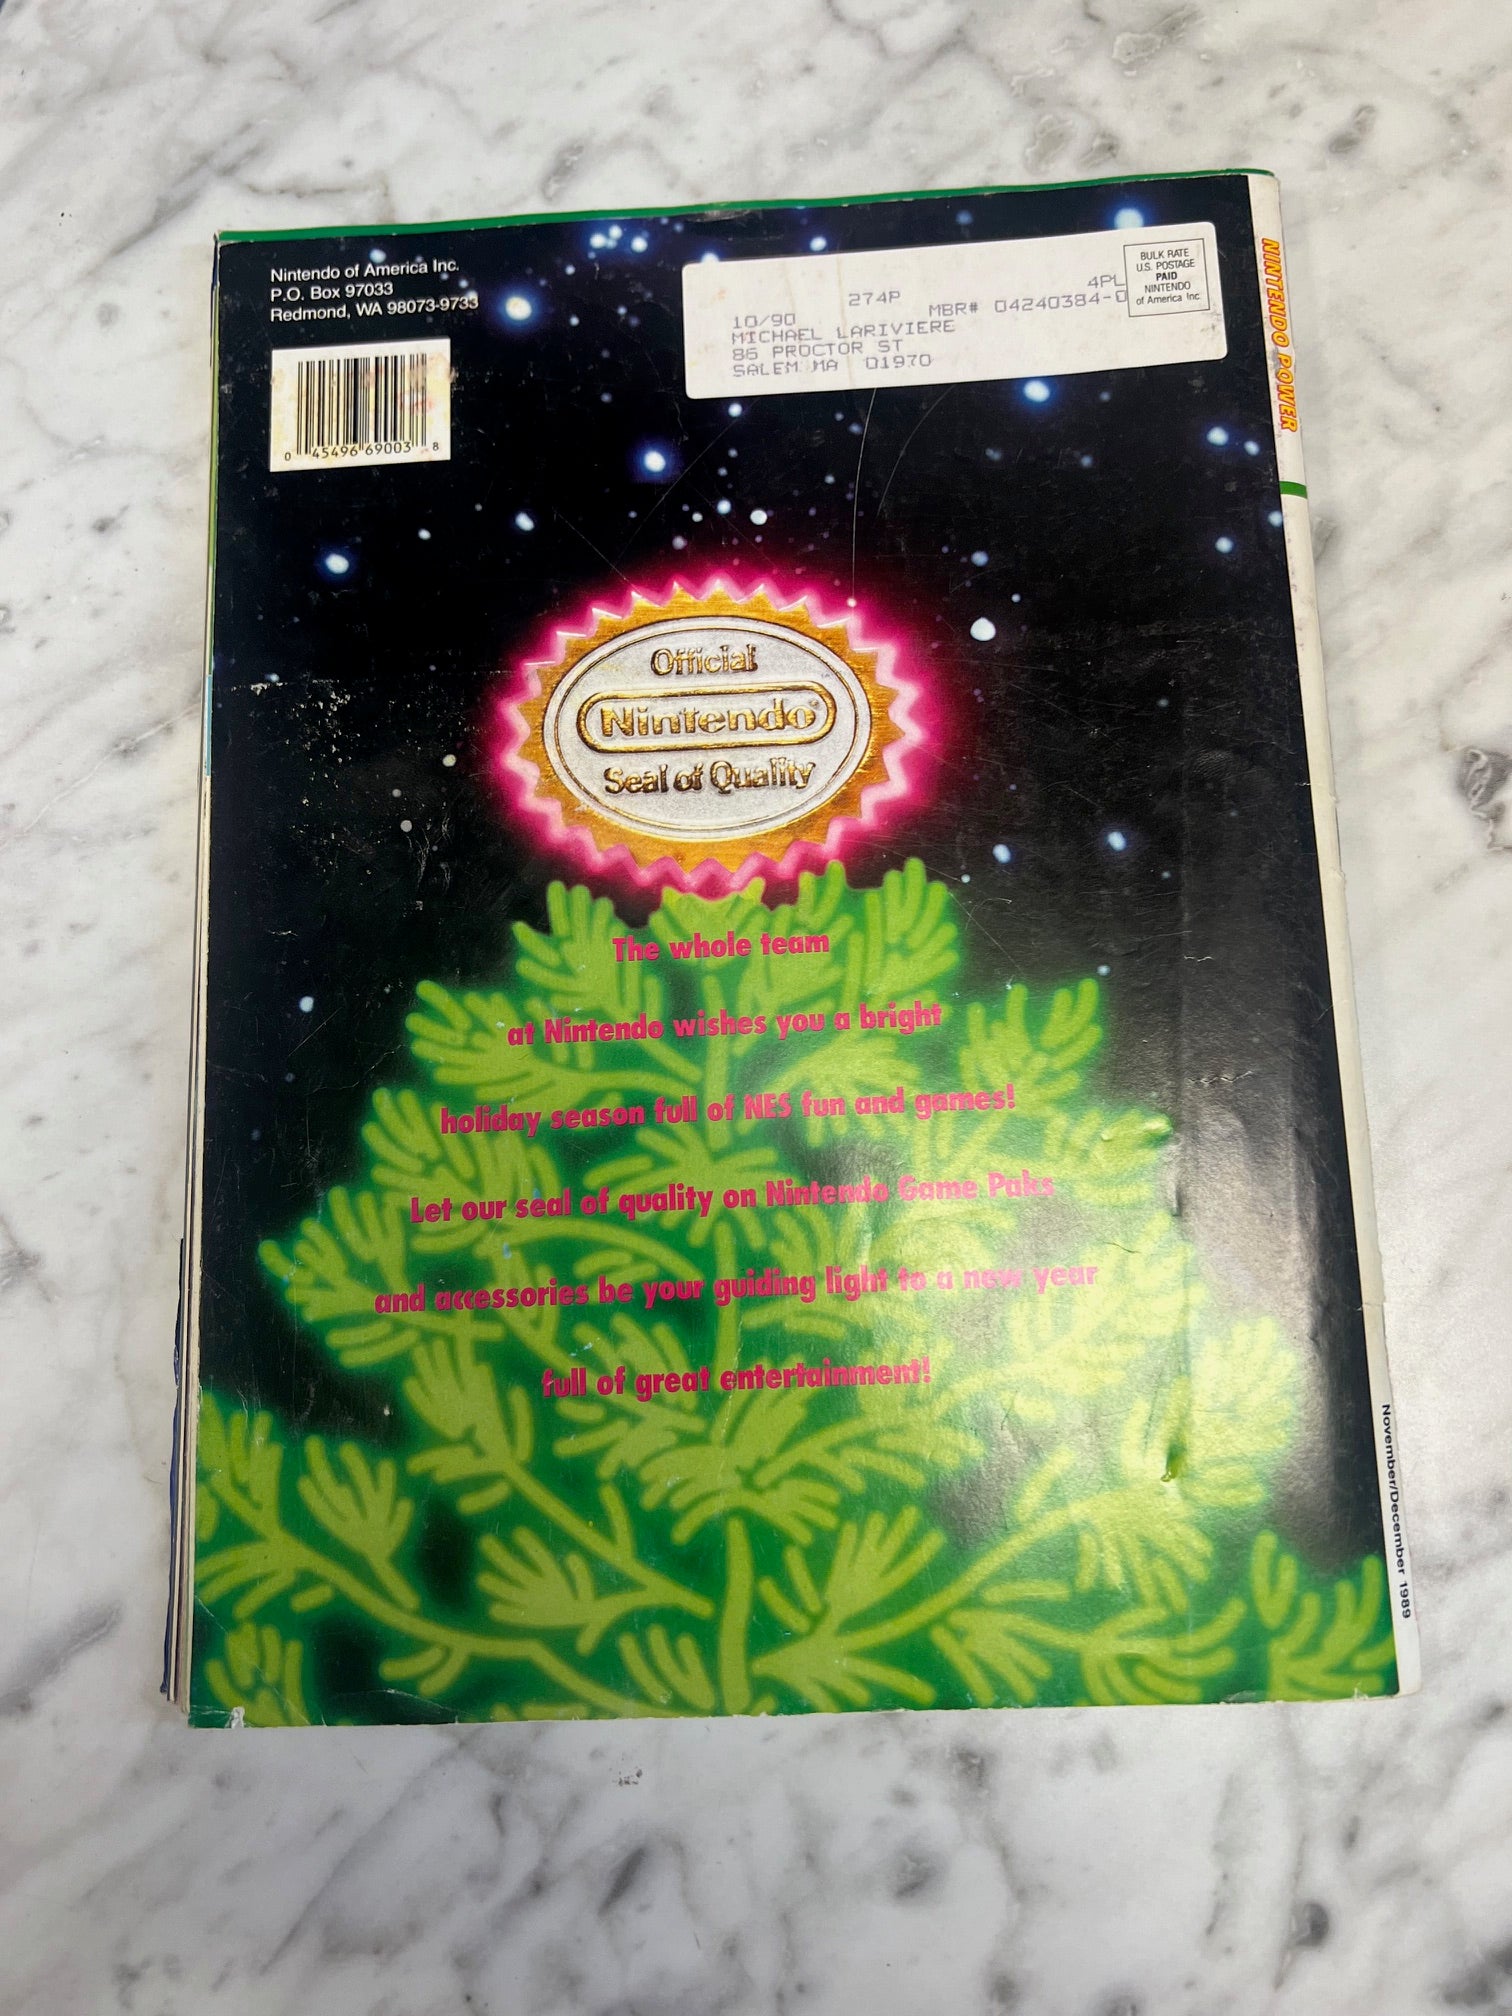 Nintendo of America Inc.
P.O. Box 97033
Redmond, WA 98073-9733
0 45496 69003 8
4PL
274P MBR# 04240384-0
10/90
MICHAEL LARIVIERE
86 PROCTOR ST
SALEM MA 01970
BULK RATE
U.S. POSTAGE
PAID
NINTENDO
of America Inc.
NINTENDO POWER
Official
Nintendo®
Seal of Quality
The whole team
at Nintendo wishes you a bright
holiday season full of NES fun and games!
Let our seal of quality on Nintendo Game Paks
and accessories be your guiding light to a new year
full of great entertainment!
November/December 1989